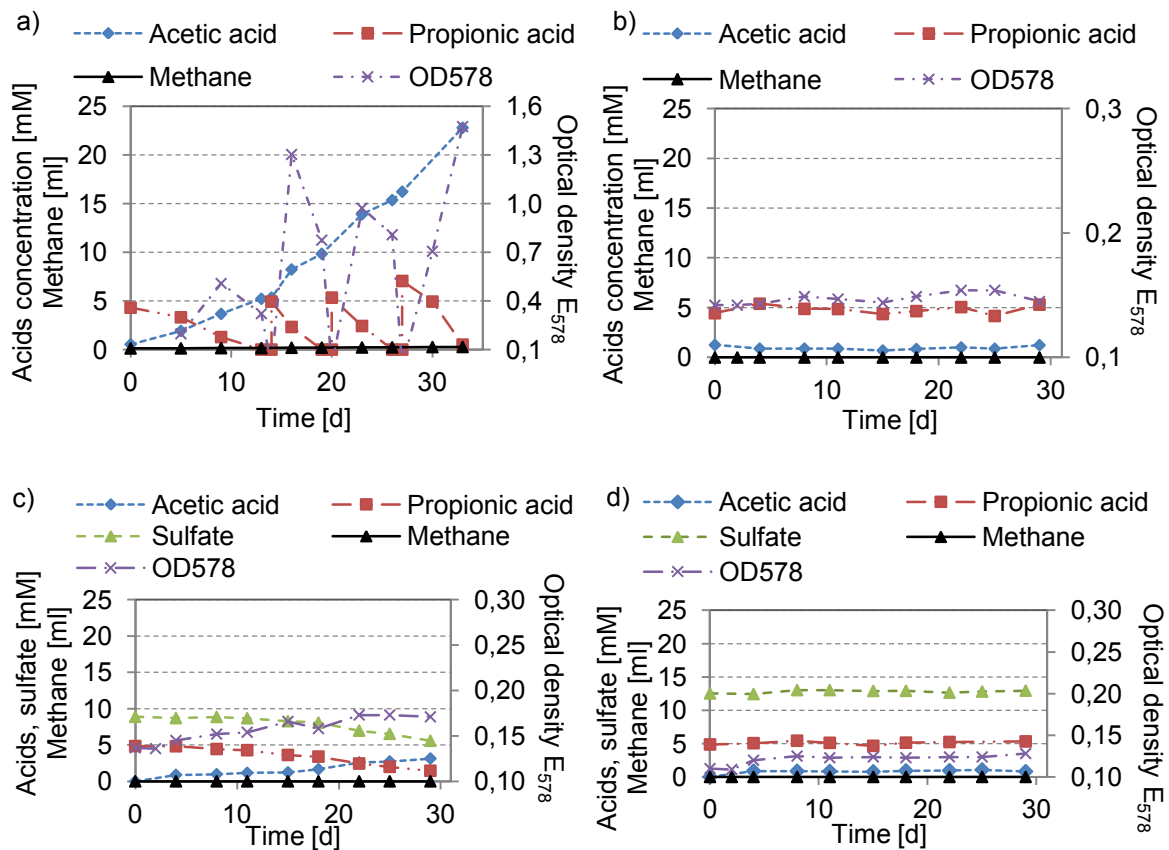 a)
Acetic acid Propionic acid
Methane OD578
Acids concentration [mM]
Methane [ml]
25
20
15
10
5
0
1,6
1,3
1,0
0,7
0,4
0,1
Optical density E578
0 10 20 30
Time [d]
b)
Acetic acid Propionic acid
Methane OD578
Acids concentration [mM]
Methane [ml]
25
20
15
10
5
0
0,3
0,2
0,1
Optical density E578
0 10 20 30
Time [d]
c)
Acetic acid Propionic acid
Sulfate Methane
OD578
Acids, sulfate [mM]
Methane [ml]
25
20
15
10
5
0
0,30
0,25
0,20
0,15
0,10
Optical density E578
0 10 20 30
Time [d]
d)
Acetic acid Propionic acid
Sulfate Methane
OD578
Acids, sulfate [mM]
Methane [ml]
25
20
15
10
5
0
0,30
0,25
0,20
0,15
0,10
Optical density E578
0 10 20 30
Time [d]